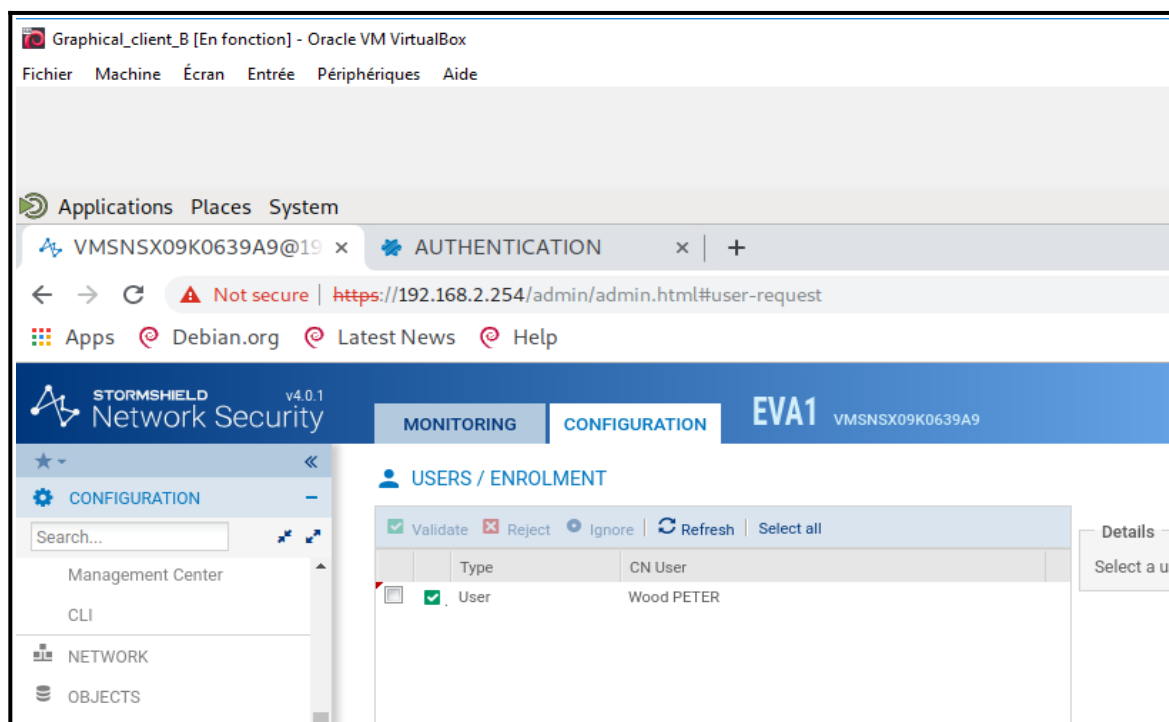 Graphical_client_B [En fonction] - Oracle VM VirtualBox
Fichier Machine Écran Entrée Périphériques Aide
Applications Places System
VMSNSX09K0639A9@19 × AUTHENTICATION × +
Not secure https://192.168.2.254/admin/admin.html#user-request
Apps Debian.org Latest News Help
STORMSHIELD v4.0.1
Network Security
MONITORING CONFIGURATION EVA1 VMSNSX09K0639A9
USERS / ENROLMENT
CONFIGURATION
Validate Reject Ignore Refresh Select all
Search...
Details
Type CN User
Select a u
Management Center
User Wood PETER
CLI
NETWORK
OBJECTS